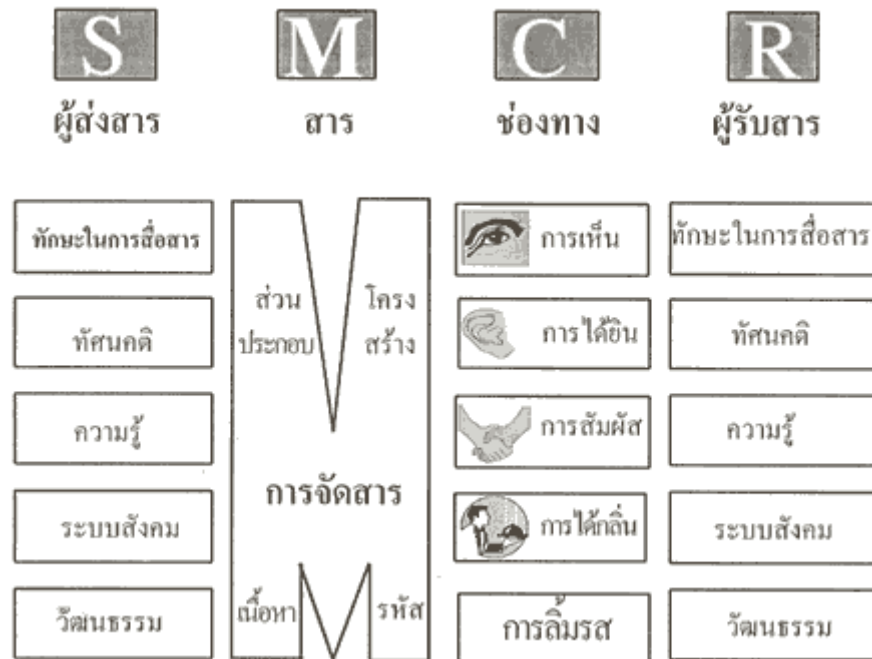 S M C R
ผู้ส่งสาร สาร ช่องทาง ผู้รับสาร
ทักษะในการสื่อสาร
ทัศนคติ
ความรู้
ระบบสังคม
วัฒนธรรม
ส่วน
ประกอบ
โครง
สร้าง
การจัดสาร
เนื้อหา
รหัส
การเห็น
การได้ยิน
การสัมผัส
การได้กลิ่น
การลิ้มรส
ทักษะในการสื่อสาร
ทัศนคติ
ความรู้
ระบบสังคม
วัฒนธรรม